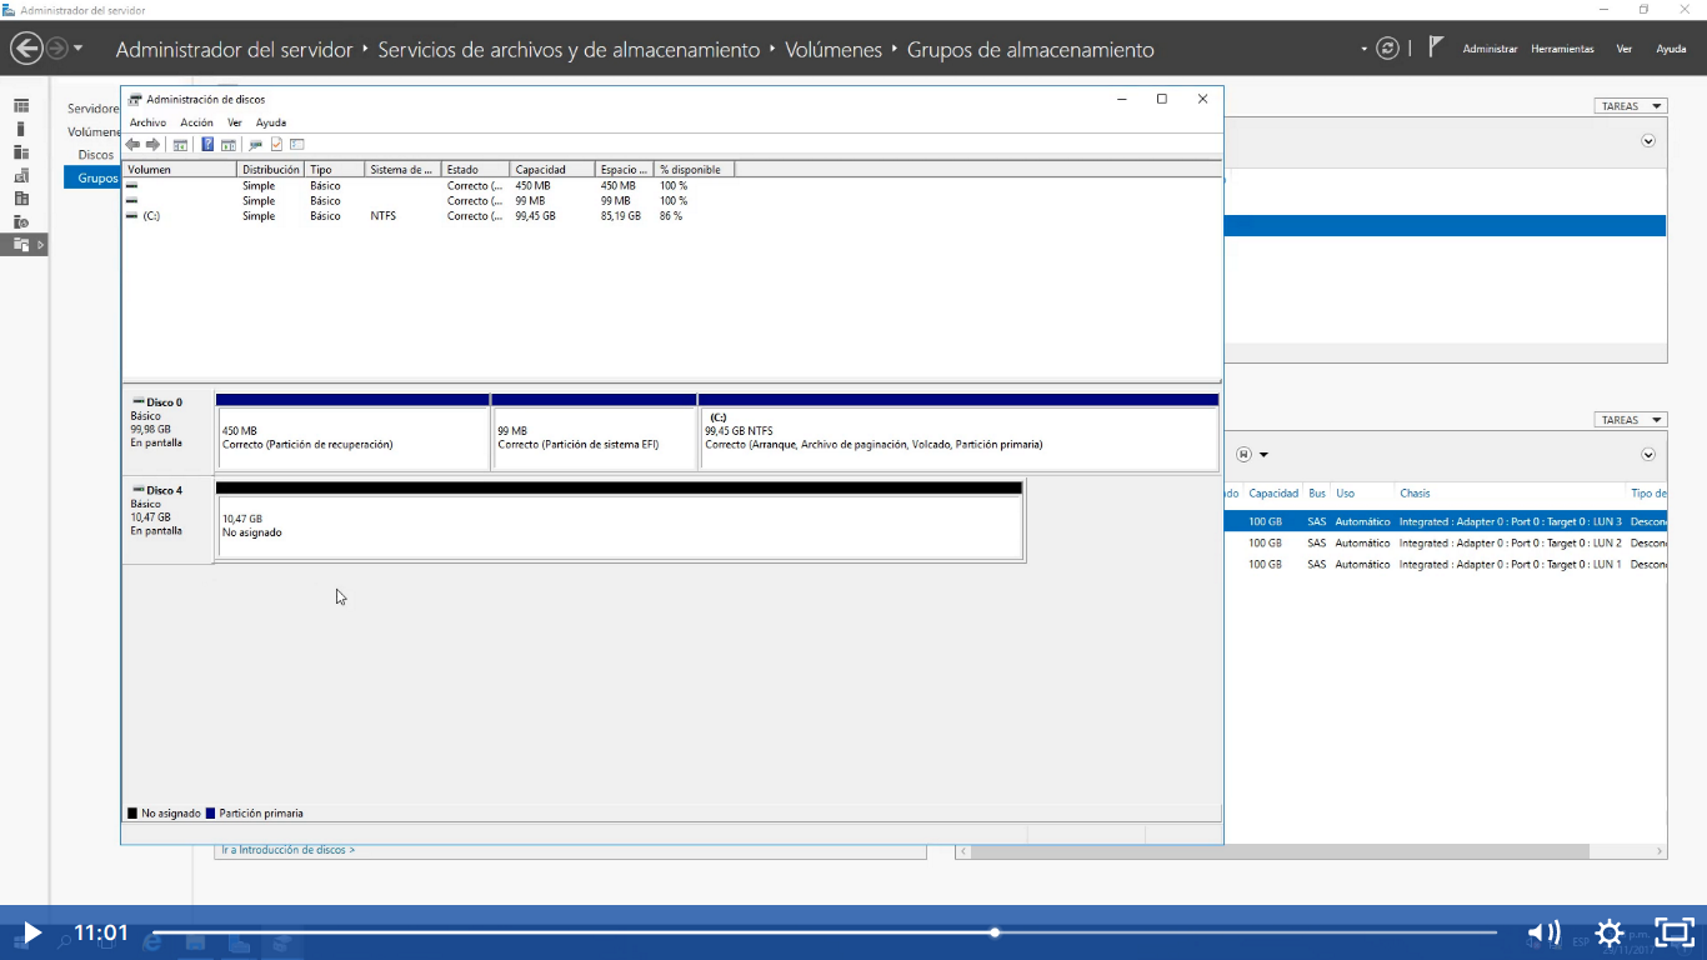 Administrador del servidor
Administrador del servidor • Servicios de archivos y de almacenamiento • Volúmenes • Grupos de almacenamiento
Administrar Herramientas Ver Ayuda
Servidore
Volúmene
Discos
Grupos
TAREAS
Administración de discos
Archivo Acción Ver Ayuda
Volumen Distribución Tipo Sistema de ... Estado Capacidad Espacio ... % disponible
Simple Básico Correcto (... 450 MB 450 MB 100 %
Simple Básico Correcto (... 99 MB 99 MB 100 %
(C:) Simple Básico NTFS Correcto (... 99,45 GB 85,19 GB 86 %
Disco 0
Básico
99,98 GB
En pantalla
450 MB
Correcto (Partición de recuperación)
99 MB
Correcto (Partición de sistema EFI)
(C:)
99,45 GB NTFS
Correcto (Arranque, Archivo de paginación, Volcado, Partición primaria)
Disco 4
Básico
10,47 GB
En pantalla
10,47 GB
No asignado
No asignado Partición primaria
TAREAS
do Capacidad Bus Uso Chasis Tipo de
100 GB SAS Automático Integrated : Adapter 0 : Port 0 : Target 0 : LUN 3 Descon
100 GB SAS Automático Integrated : Adapter 0 : Port 0 : Target 0 : LUN 2 Descon
100 GB SAS Automático Integrated : Adapter 0 : Port 0 : Target 0 : LUN 1 Descon
Ir a Introducción de discos >
11:01
ESP
p.m.